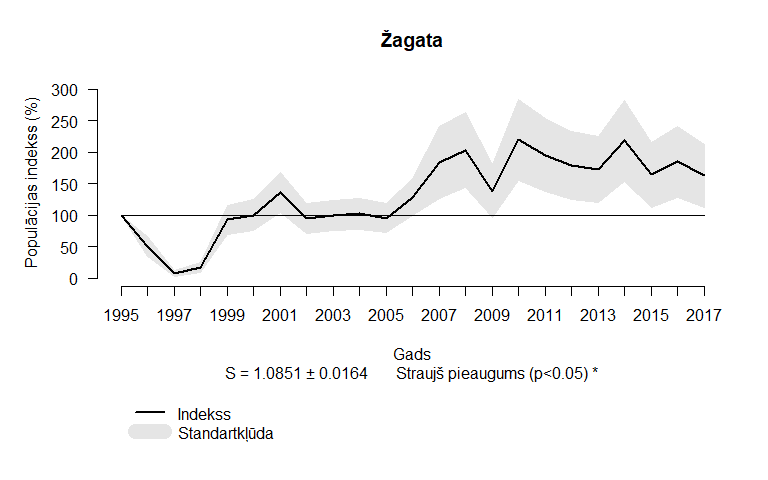 Žagata
Populācijas indekss (%)
300
250
200
150
100
50
0
1995 1997 1999 2001 2003 2005 2007 2009 2011 2013 2015 2017
Gads
S = 1.0851 ± 0.0164 Straujš pieaugums (p<0.05) *
Indekss
Standartkļūda